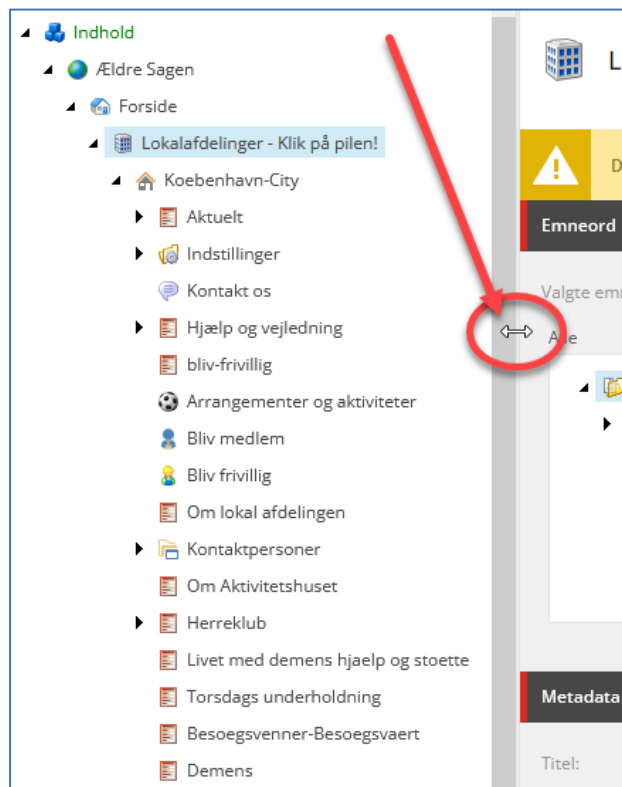 Indhold
Ældre Sagen
Forside
Lokalafdelinger - Klik på pilen!
Koebenhavn-City
Aktuelt
Indstillinger
Kontakt os
Hjælp og vejledning
bliv-frivillig
Arrangementer og aktiviteter
Bliv medlem
Bliv frivillig
Om lokal afdelingen
Kontaktpersoner
Om Aktivitetshuset
Herreklub
Livet med demens hjaelp og stoette
Torsdags underholdning
Besoegsvenner-Besoegsvaert
Demens
L
D
Emneord
Valgte em
Metadata
Titel: